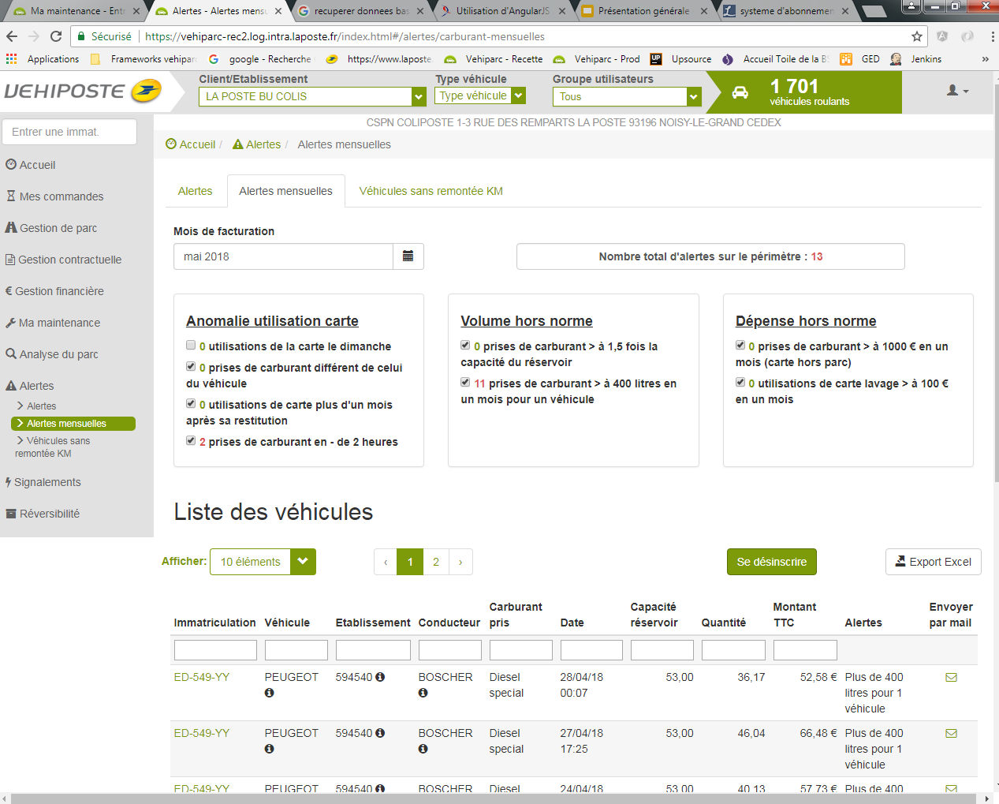 Ma maintenance - Entr
Alertes - Alertes mensu
recuperer donnees bas
Utilisation d'AngularJS
Présentation générale
systeme d'abonnemen
Sécurisé
https://vehiparc-rec2.log.intra.laposte.fr/index.html#/alertes/carburant-mensuelles
Applications
Frameworks vehiparc
google - Recherche
https://www.laposte.
Vehiparc - Recette
Vehiparc - Prod
UP
Upsource
Accueil Toile de la BS
GED
Jenkins
»
VEHIPOSTE
Client/Etablissement
LA POSTE BU COLIS
Type véhicule
Type véhicule
Groupe utilisateurs
Tous
1 701
véhicules roulants
CSPN COLIPOSTE 1-3 RUE DES REMPARTS LA POSTE 93196 NOISY-LE-GRAND CEDEX
Entrer une immat.
Accueil
Mes commandes
Gestion de parc
Gestion contractuelle
€ Gestion financière
Ma maintenance
Analyse du parc
Alertes
Alertes
Alertes mensuelles
Véhicules sans
remontée KM
Signalements
Réversibilité
Accueil / Alertes / Alertes mensuelles
Alertes
Alertes mensuelles
Véhicules sans remontée KM
Mois de facturation
mai 2018
Nombre total d'alertes sur le périmètre : 13
Anomalie utilisation carte
0 utilisations de la carte le dimanche
0 prises de carburant différent de celui
du véhicule
0 utilisations de carte plus d'un mois
après sa restitution
2 prises de carburant en - de 2 heures
Volume hors norme
0 prises de carburant > à 1,5 fois la
capacité du réservoir
11 prises de carburant > à 400 litres en
un mois pour un véhicule
Dépense hors norme
0 prises de carburant > à 1000 € en un
mois (carte hors parc)
0 utilisations de carte lavage > à 100 €
en un mois
Liste des véhicules
Afficher: 10 éléments
‹ 1 2 ›
Se désinscrire
Export Excel
Immatriculation
Véhicule
Etablissement
Conducteur
Carburant
pris
Date
Capacité
réservoir
Quantité
Montant
TTC
Alertes
Envoyer
par mail
ED-549-YY
PEUGEOT
594540
BOSCHER
Diesel
special
28/04/18
00:07
53,00
36,17
52,58 €
Plus de 400
litres pour 1
véhicule
ED-549-YY
PEUGEOT
594540
BOSCHER
Diesel
special
27/04/18
17:25
53,00
46,04
66,48 €
Plus de 400
litres pour 1
véhicule
ED-549-YY
PEUGEOT
594540
BOSCHER
Diesel
24/04/18
53,00
40,13
57,73 €
Plus de 400